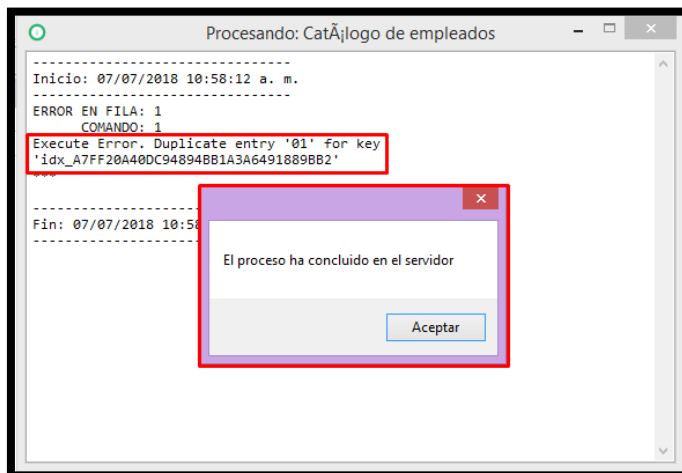 Procesando: CatÃ¡logo de empleados
--------------------------------
Inicio: 07/07/2018 10:58:12 a. m.
--------------------------------
ERROR EN FILA: 1
COMANDO: 1
Execute Error. Duplicate entry '01' for key
'idx_A7FF20A40DC94894BB1A3A6491889BB2'
***
Fin: 07/07/2018 10:58
El proceso ha concluido en el servidor
Aceptar